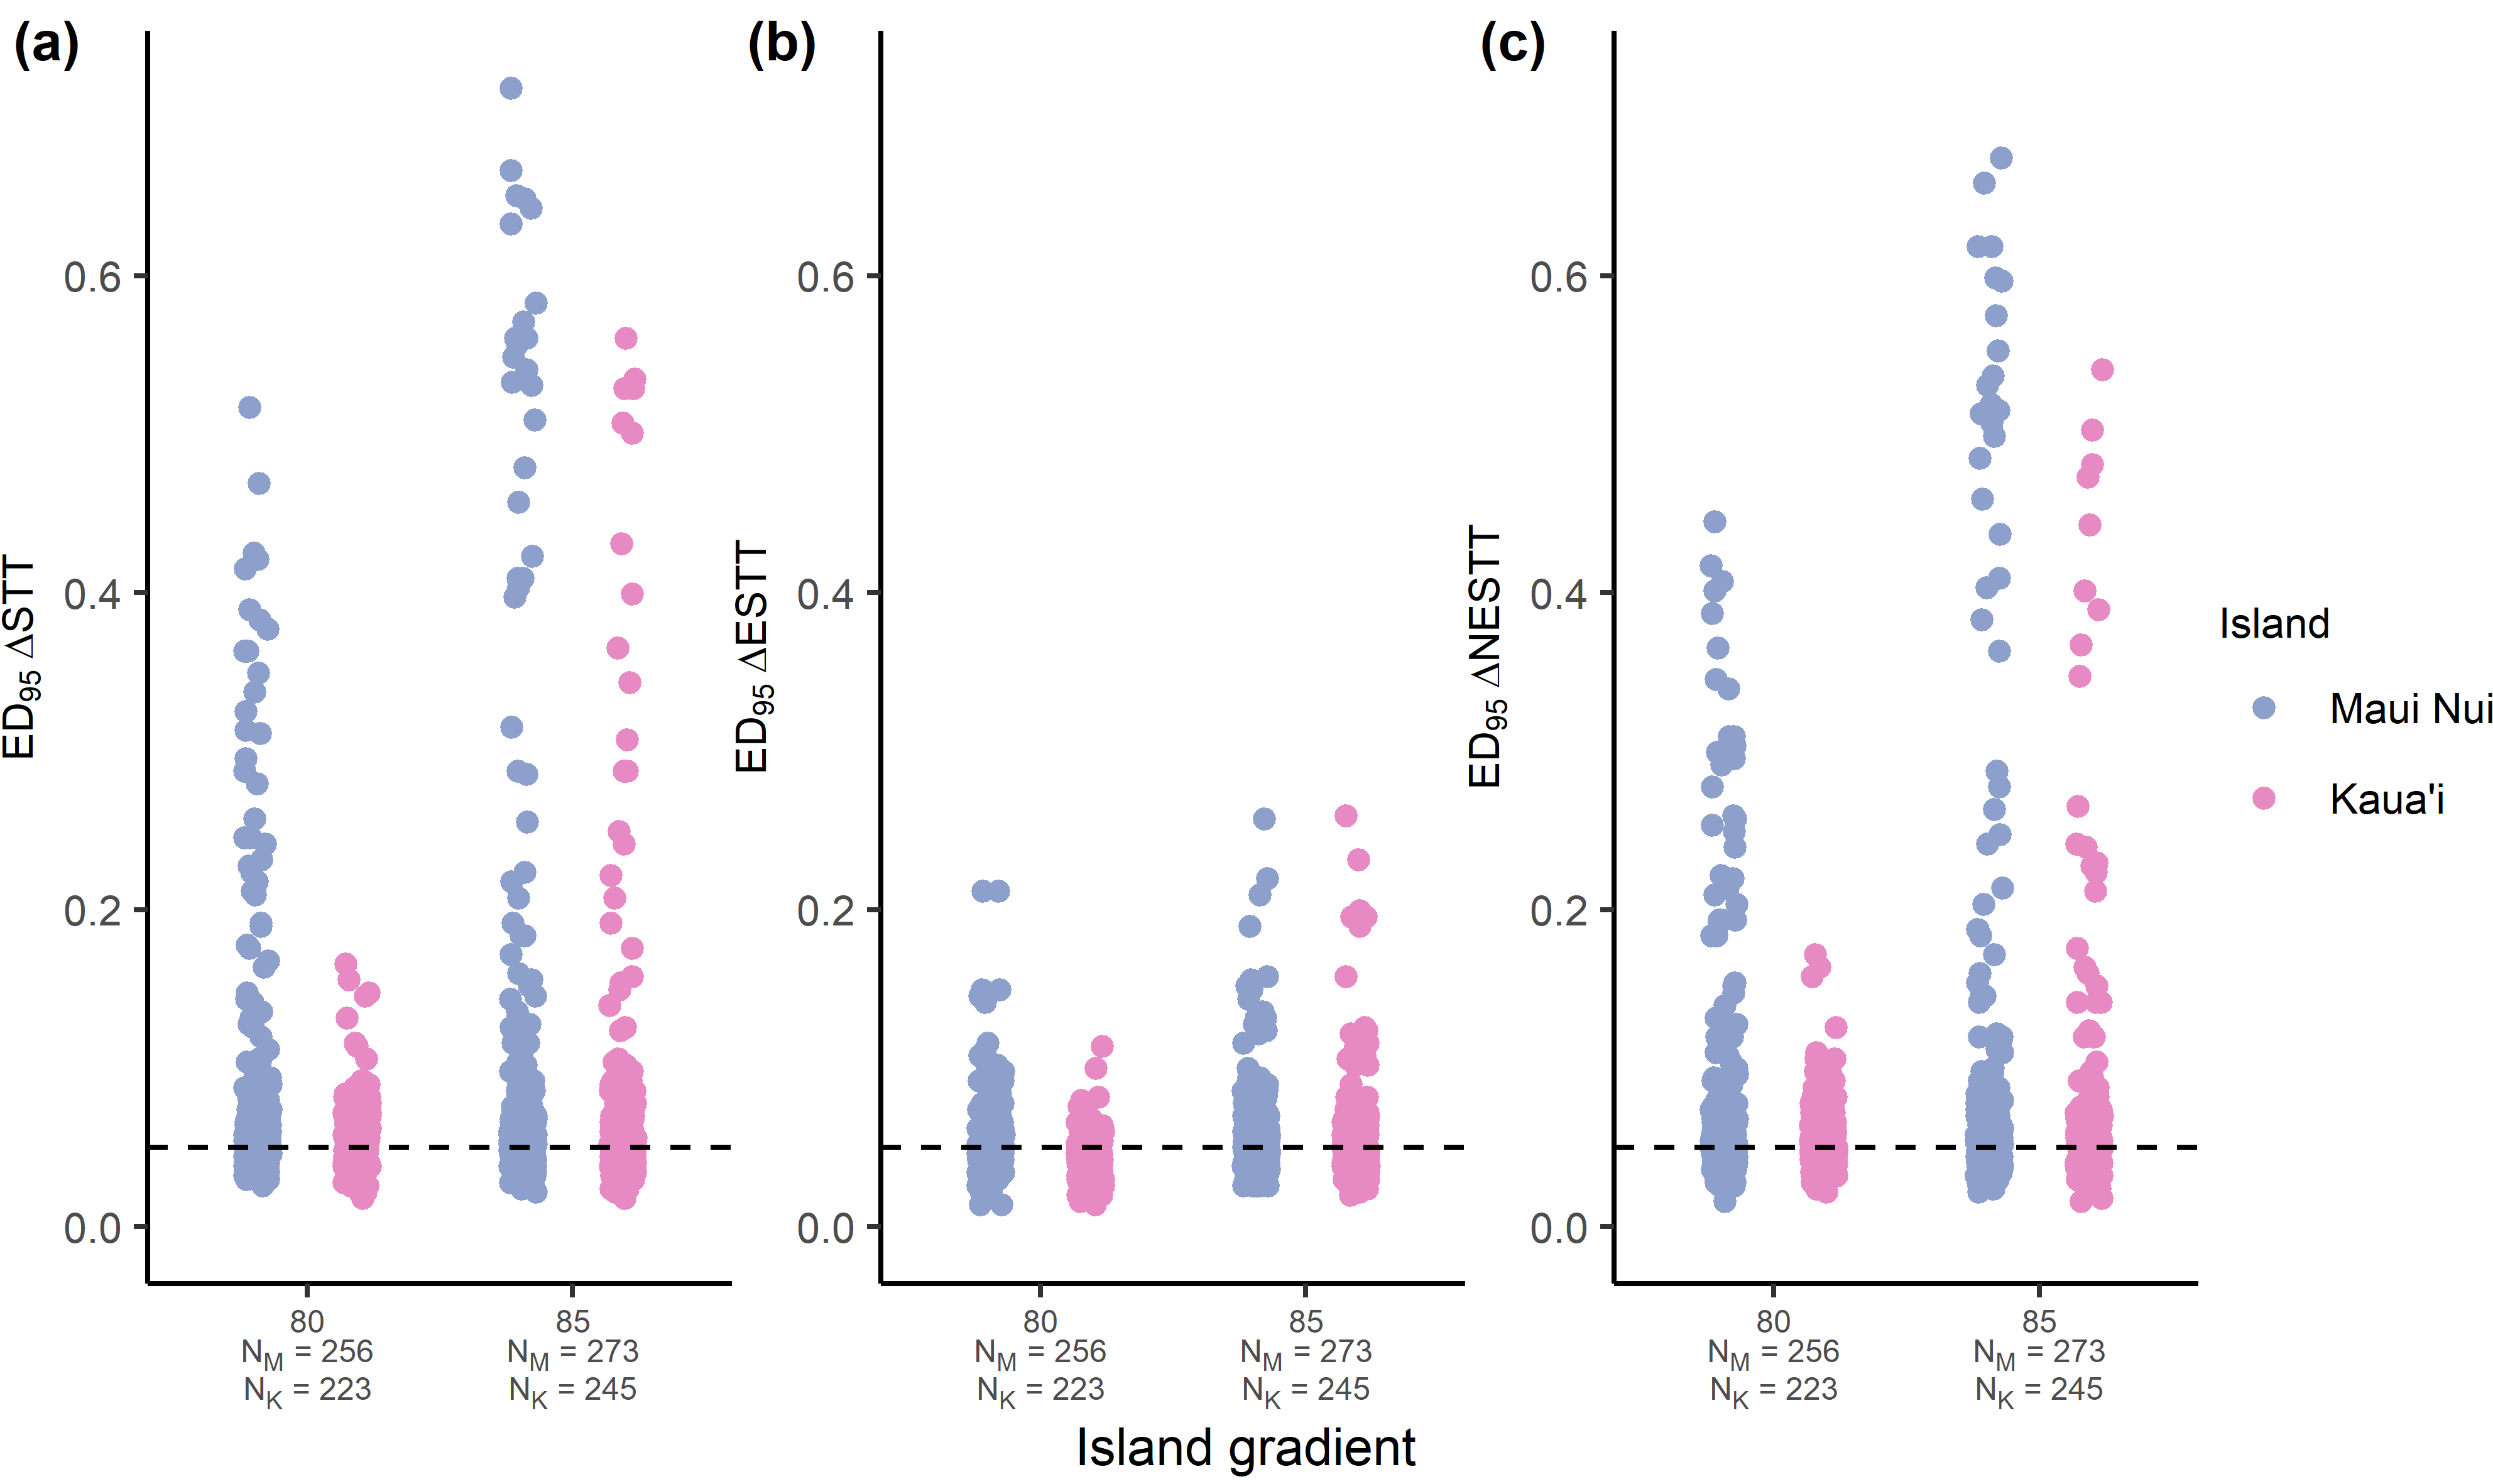 (a)
ED95 ΔSTT
0.6
0.4
0.2
0.0
80
NM = 256
NK = 223
85
NM = 273
NK = 245
(b)
ED95 ΔESTT
0.6
0.4
0.2
0.0
80
NM = 256
NK = 223
85
NM = 273
NK = 245
(c)
ED95 ΔNESTT
0.6
0.4
0.2
0.0
80
NM = 256
NK = 223
85
NM = 273
NK = 245
Island gradient
Island
Maui Nui
Kaua'i